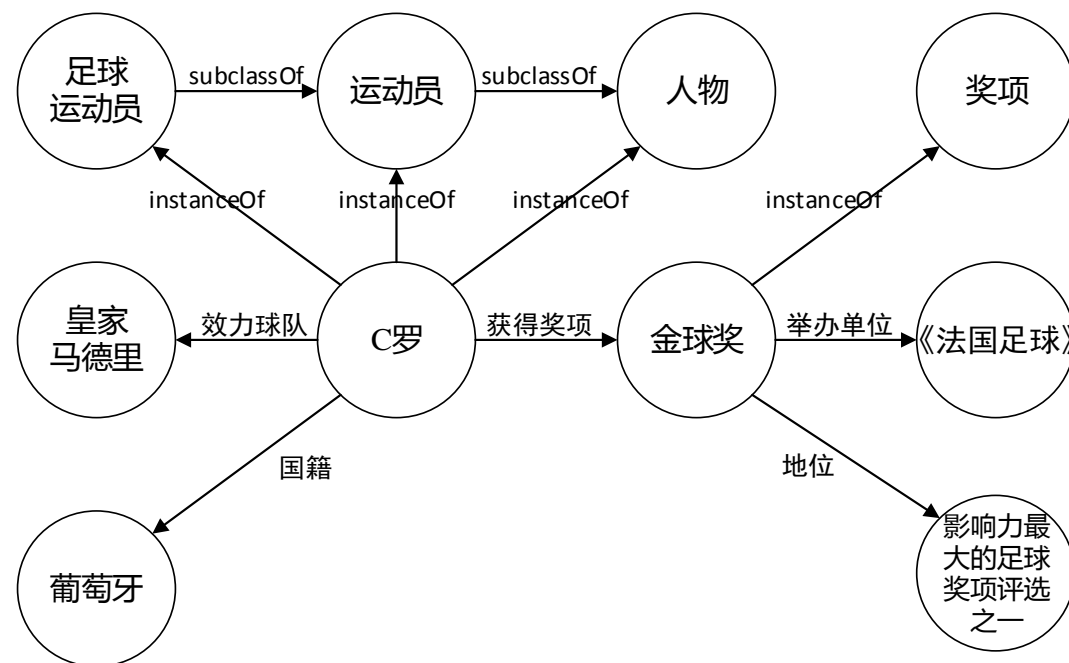 足球
运动员
subclassOf
运动员
subclassOf
人物
奖项
instanceOf
instanceOf
instanceOf
instanceOf
皇家
马德里
效力球队
C罗
获得奖项
金球奖
举办单位
《法国足球》
国籍
地位
葡萄牙
影响力最
大的足球
奖项评选
之一